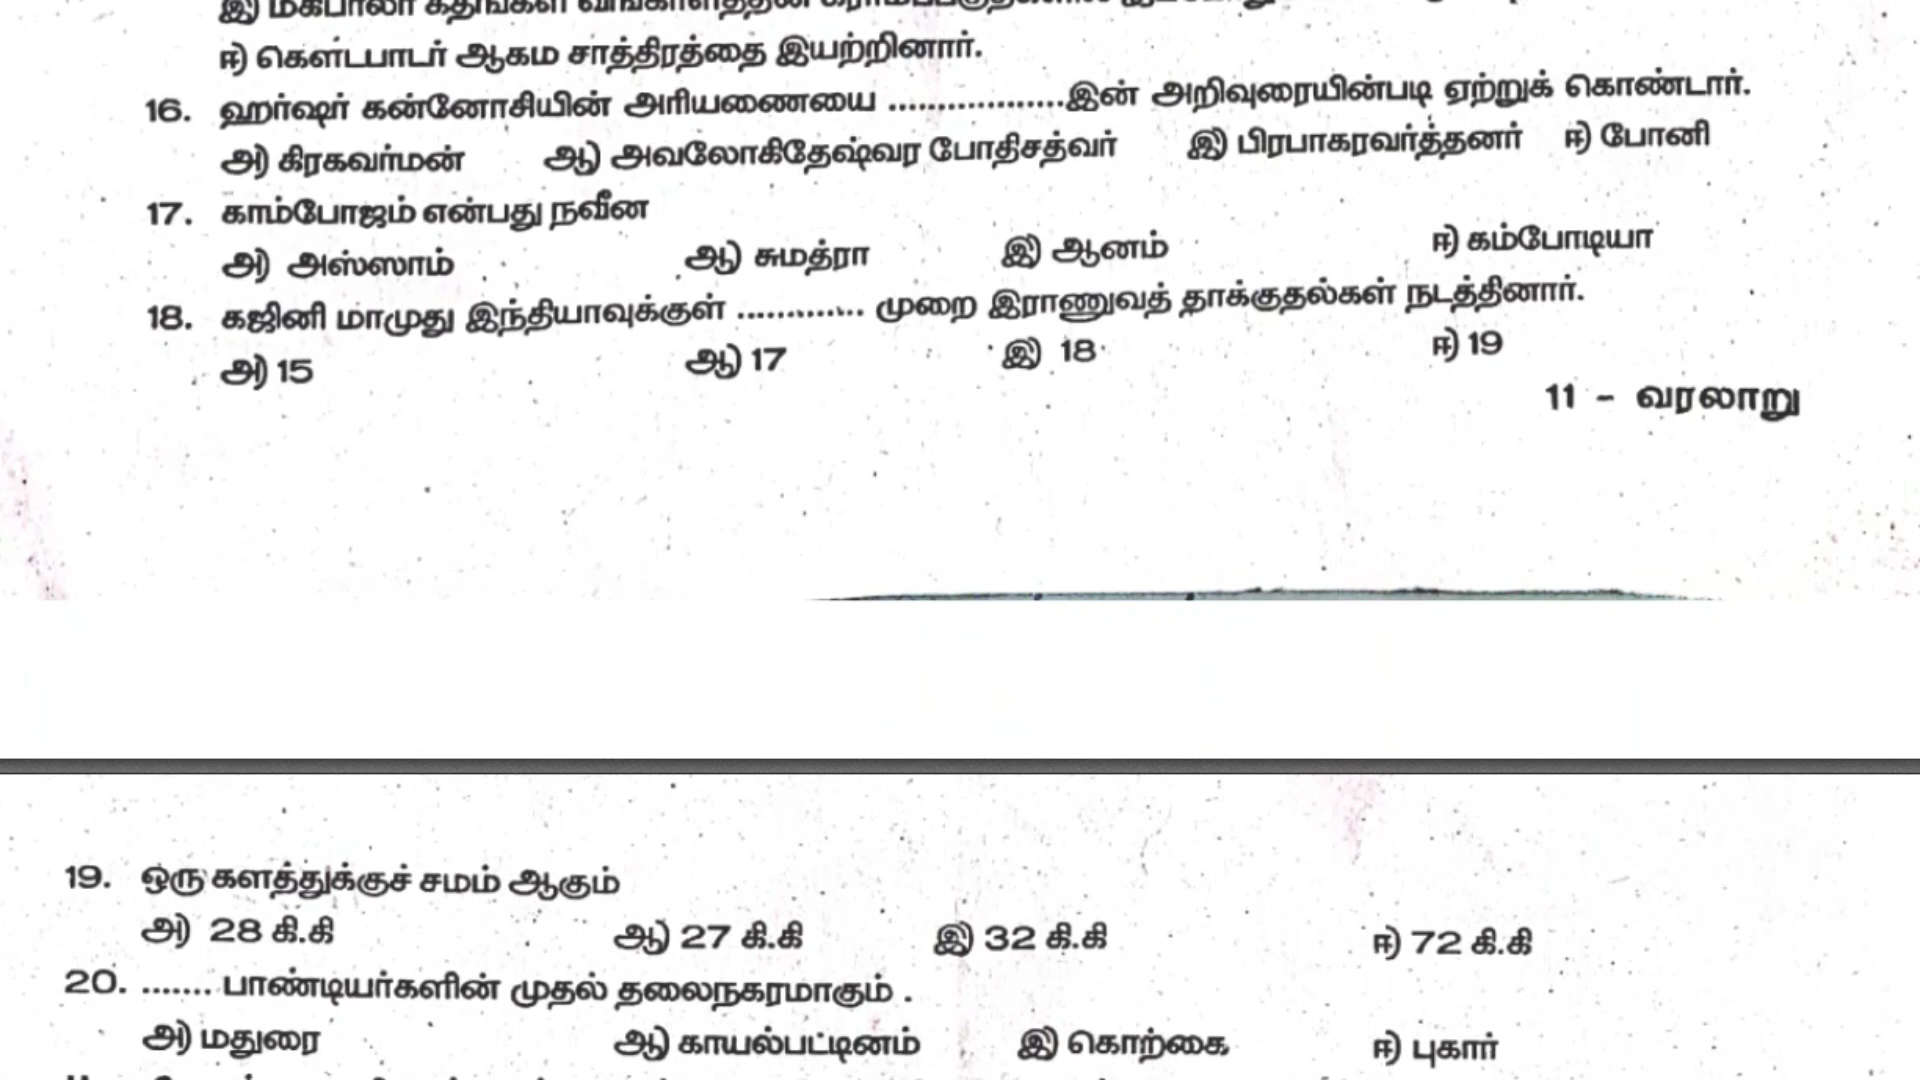 ஈ) கௌடபாடர் ஆகம சாத்திரத்தை இயற்றினார்.
16. ஹர்ஷர் கன்னோசியின் அரியணையை ..................இன் அறிவுரையின்படி ஏற்றுக் கொண்டார்.
அ) கிரகவர்மன் ஆ) அவலோகிதேஷ்வர போதிசத்வர் இ) பிரபாகரவர்த்தனர் ஈ) போனி
17. காம்போஜம் என்பது நவீன
அ) அஸ்ஸாம் ஆ) சுமத்ரா இ) ஆனம் ஈ) கம்போடியா
18. கஜினி மாமுது இந்தியாவுக்குள் ............. முறை இராணுவத் தாக்குதல்கள் நடத்தினார்.
அ) 15 ஆ) 17 இ) 18 ஈ) 19
11 - வரலாறு
19. ஒரு களத்துக்குச் சமம் ஆகும்
அ) 28 கி.கி ஆ) 27 கி.கி இ) 32 கி.கி ஈ) 72 கி.கி
20. ....... பாண்டியர்களின் முதல் தலைநகரமாகும் .
அ) மதுரை ஆ) காயல்பட்டினம் இ) கொற்கை ஈ) புகார்